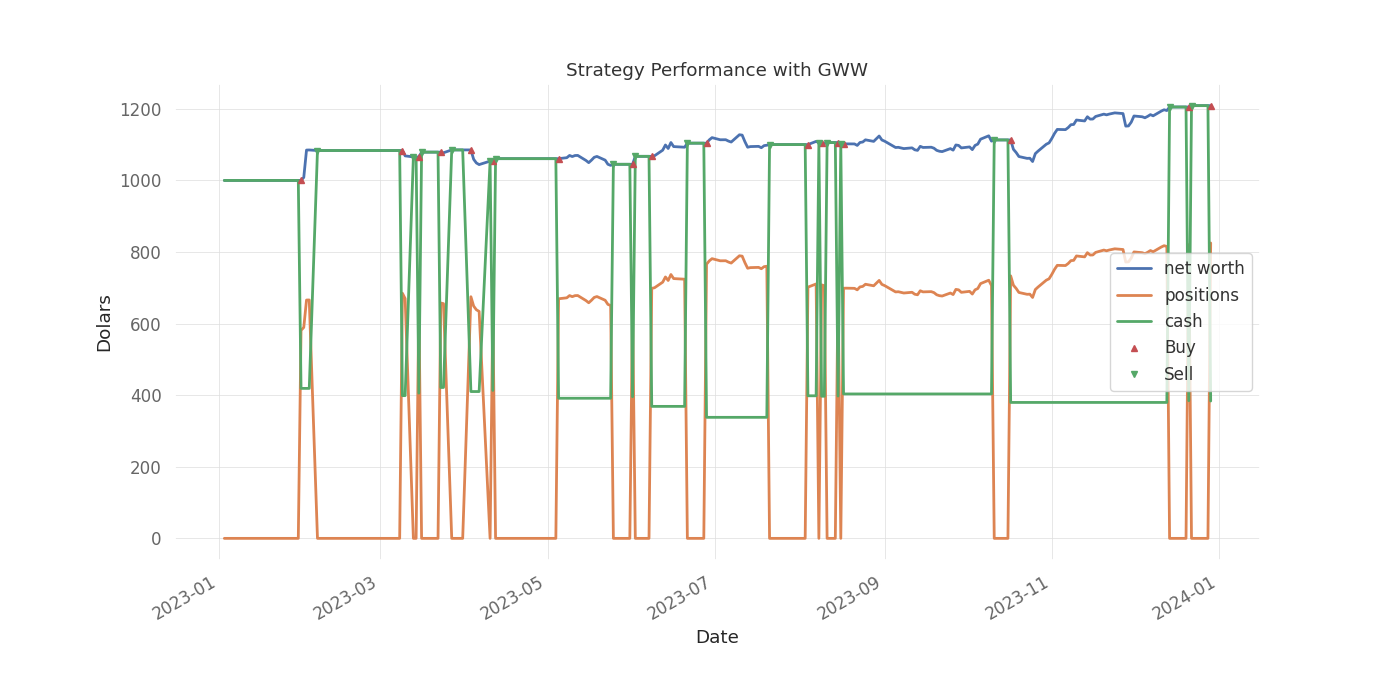 Strategy Performance with GWW
1200
1000
800
600
400
200
0
Dolars
net worth
positions
cash
Buy
Sell
2023-01
2023-03
2023-05
2023-07
2023-09
2023-11
2024-01
Date